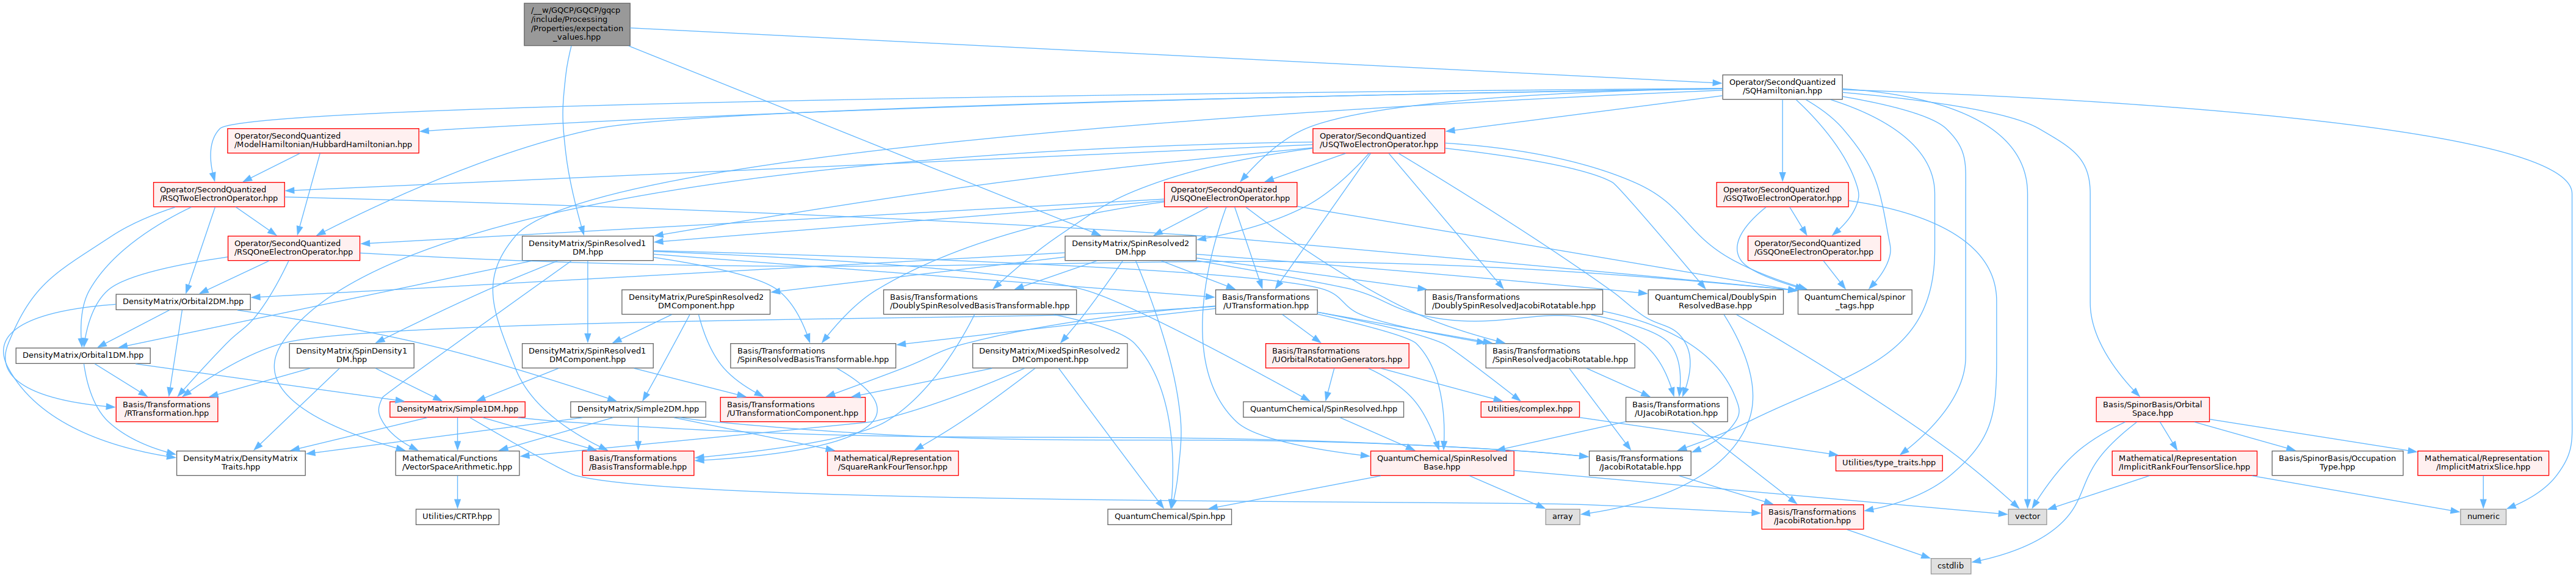 /__w/GQCP/GQCP/gqcp
/include/Processing
/Properties/expectation
_values.hpp
Operator/SecondQuantized
/SQHamiltonian.hpp
Operator/SecondQuantized
/ModelHamiltonian/HubbardHamiltonian.hpp
Operator/SecondQuantized
/USQTwoElectronOperator.hpp
Operator/SecondQuantized
/RSQTwoElectronOperator.hpp
Operator/SecondQuantized
/USQOneElectronOperator.hpp
Operator/SecondQuantized
/GSQTwoElectronOperator.hpp
Operator/SecondQuantized
/RSQOneElectronOperator.hpp
DensityMatrix/SpinResolved1
DM.hpp
DensityMatrix/SpinResolved2
DM.hpp
Operator/SecondQuantized
/GSQOneElectronOperator.hpp
DensityMatrix/Orbital2DM.hpp
DensityMatrix/PureSpinResolved2
DMComponent.hpp
Basis/Transformations
/DoublySpinResolvedBasisTransformable.hpp
Basis/Transformations
/UTransformation.hpp
Basis/Transformations
/DoublySpinResolvedJacobiRotatable.hpp
QuantumChemical/DoublySpin
ResolvedBase.hpp
QuantumChemical/spinor
_tags.hpp
DensityMatrix/Orbital1DM.hpp
DensityMatrix/SpinDensity1
DM.hpp
DensityMatrix/SpinResolved1
DMComponent.hpp
Basis/Transformations
/SpinResolvedBasisTransformable.hpp
DensityMatrix/MixedSpinResolved2
DMComponent.hpp
Basis/Transformations
/UOrbitalRotationGenerators.hpp
Basis/Transformations
/SpinResolvedJacobiRotatable.hpp
Basis/Transformations
/RTransformation.hpp
DensityMatrix/Simple1DM.hpp
DensityMatrix/Simple2DM.hpp
Basis/Transformations
/UTransformationComponent.hpp
QuantumChemical/SpinResolved.hpp
Utilities/complex.hpp
Basis/Transformations
/UJacobiRotation.hpp
Basis/SpinorBasis/Orbital
Space.hpp
DensityMatrix/DensityMatrix
Traits.hpp
Mathematical/Functions
/VectorSpaceArithmetic.hpp
Basis/Transformations
/BasisTransformable.hpp
Mathematical/Representation
/SquareRankFourTensor.hpp
QuantumChemical/SpinResolved
Base.hpp
Basis/Transformations
/JacobiRotatable.hpp
Utilities/type_traits.hpp
Mathematical/Representation
/ImplicitRankFourTensorSlice.hpp
Basis/SpinorBasis/Occupation
Type.hpp
Mathematical/Representation
/ImplicitMatrixSlice.hpp
Utilities/CRTP.hpp
QuantumChemical/Spin.hpp
array
Basis/Transformations
/JacobiRotation.hpp
vector
numeric
cstdlib